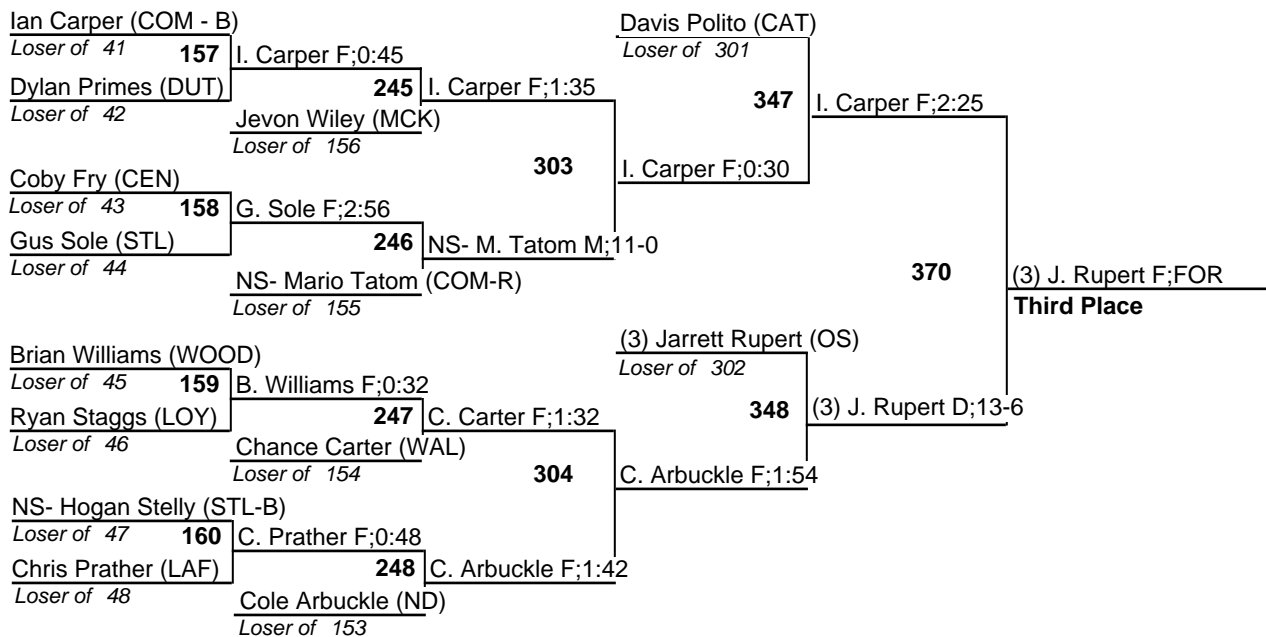 Ian Carper (COM - B)
Loser of 41
157
I. Carper F;0:45
Dylan Primes (DUT)
Loser of 42
245
I. Carper F;1:35
Jevon Wiley (MCK)
Loser of 156
303
I. Carper F;0:30
Coby Fry (CEN)
Loser of 43
158
G. Sole F;2:56
Gus Sole (STL)
Loser of 44
246
NS- M. Tatom M;11-0
NS- Mario Tatom (COM-R)
Loser of 155
Davis Polito (CAT)
Loser of 301
347
I. Carper F;2:25
370
(3) J. Rupert F;FOR
Third Place
Brian Williams (WOOD)
Loser of 45
159
B. Williams F;0:32
Ryan Staggs (LOY)
Loser of 46
247
C. Carter F;1:32
Chance Carter (WAL)
Loser of 154
304
C. Arbuckle F;1:54
NS- Hogan Stelly (STL-B)
Loser of 47
160
C. Prather F;0:48
Chris Prather (LAF)
Loser of 48
248
C. Arbuckle F;1:42
Cole Arbuckle (ND)
Loser of 153
(3) Jarrett Rupert (OS)
Loser of 302
348
(3) J. Rupert D;13-6